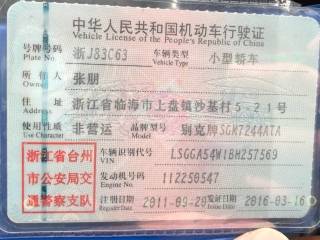 中华人民共和国机动车行驶证
Vehicle License of the People's Republic of China
号牌号码 浙J83C63 车辆类型 小型轿车
Plate No. Vehicle Type
所有人 张朋
Owner
住址 浙江省临海市上盘镇沙基村5-21号
Address
使用性质 非营运 品牌型号 别克牌SGM7244ATA
Use Character Model
浙江省台州
市公安局交
通警察支队
车辆识别代号 LSGGA54W1BH257569
VIN
发动机号码 112250547
Engine No.
注册日期 2011-09-20 发证日期 2016-03-16
Register Date Issue Date